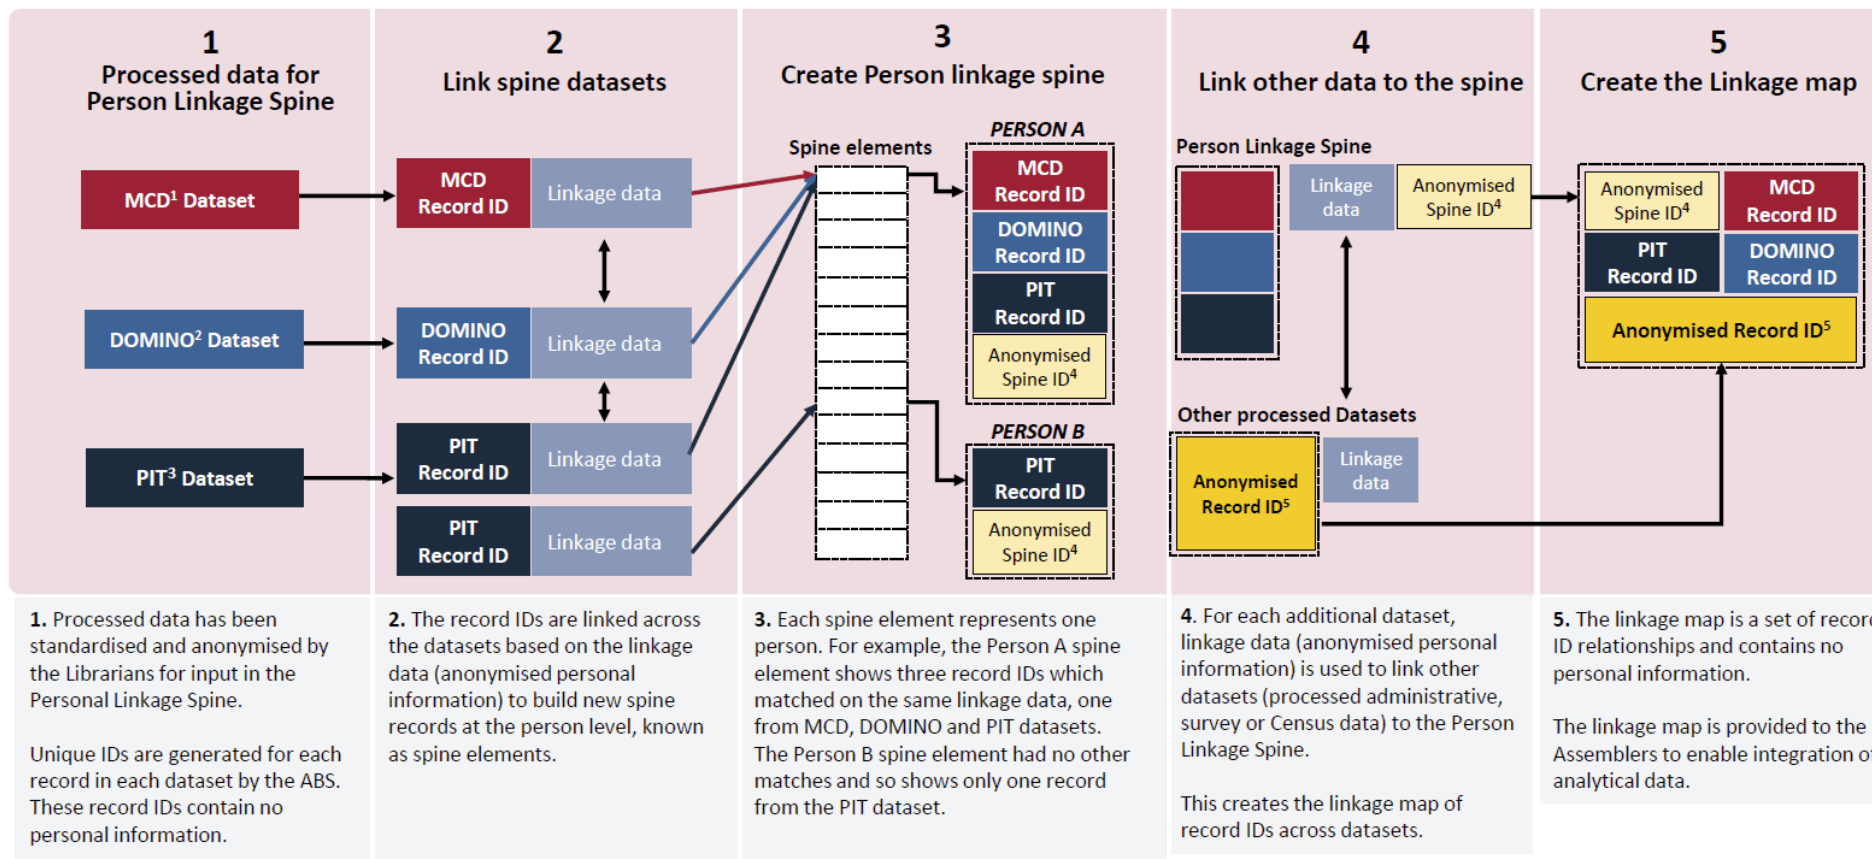 1
Processed data for
Person Linkage Spine
MCD¹ Dataset
DOMINO² Dataset
PIT³ Dataset
2
Link spine datasets
MCD
Record ID
Linkage data
DOMINO
Record ID
Linkage data
PIT
Record ID
Linkage data
PIT
Record ID
Linkage data
3
Create Person linkage spine
Spine elements
PERSON A
MCD
Record ID
DOMINO
Record ID
PIT
Record ID
Anonymised
Spine ID⁴
PERSON B
PIT
Record ID
Anonymised
Spine ID⁴
4
Link other data to the spine
Person Linkage Spine
Linkage
data
Anonymised
Spine ID⁴
Other processed Datasets
Anonymised
Record ID⁵
Linkage
data
5
Create the Linkage map
Anonymised
Spine ID⁴
MCD
Record ID
PIT
Record ID
DOMINO
Record ID
Anonymised Record ID⁵
1. Processed data has been
standardised and anonymised by
the Librarians for input in the
Personal Linkage Spine.
Unique IDs are generated for each
record in each dataset by the ABS.
These record IDs contain no
personal information.
2. The record IDs are linked across
the datasets based on the linkage
data (anonymised personal
information) to build new spine
records at the person level, known
as spine elements.
3. Each spine element represents one
person. For example, the Person A spine
element shows three record IDs which
matched on the same linkage data, one
from MCD, DOMINO and PIT datasets.
The Person B spine element had no other
matches and so shows only one record
from the PIT dataset.
4. For each additional dataset,
linkage data (anonymised personal
information) is used to link other
datasets (processed administrative,
survey or Census data) to the Person
Linkage Spine.
This creates the linkage map of
record IDs across datasets.
5. The linkage map is a set of record
ID relationships and contains no
personal information.
The linkage map is provided to the
Assemblers to enable integration of
analytical data.